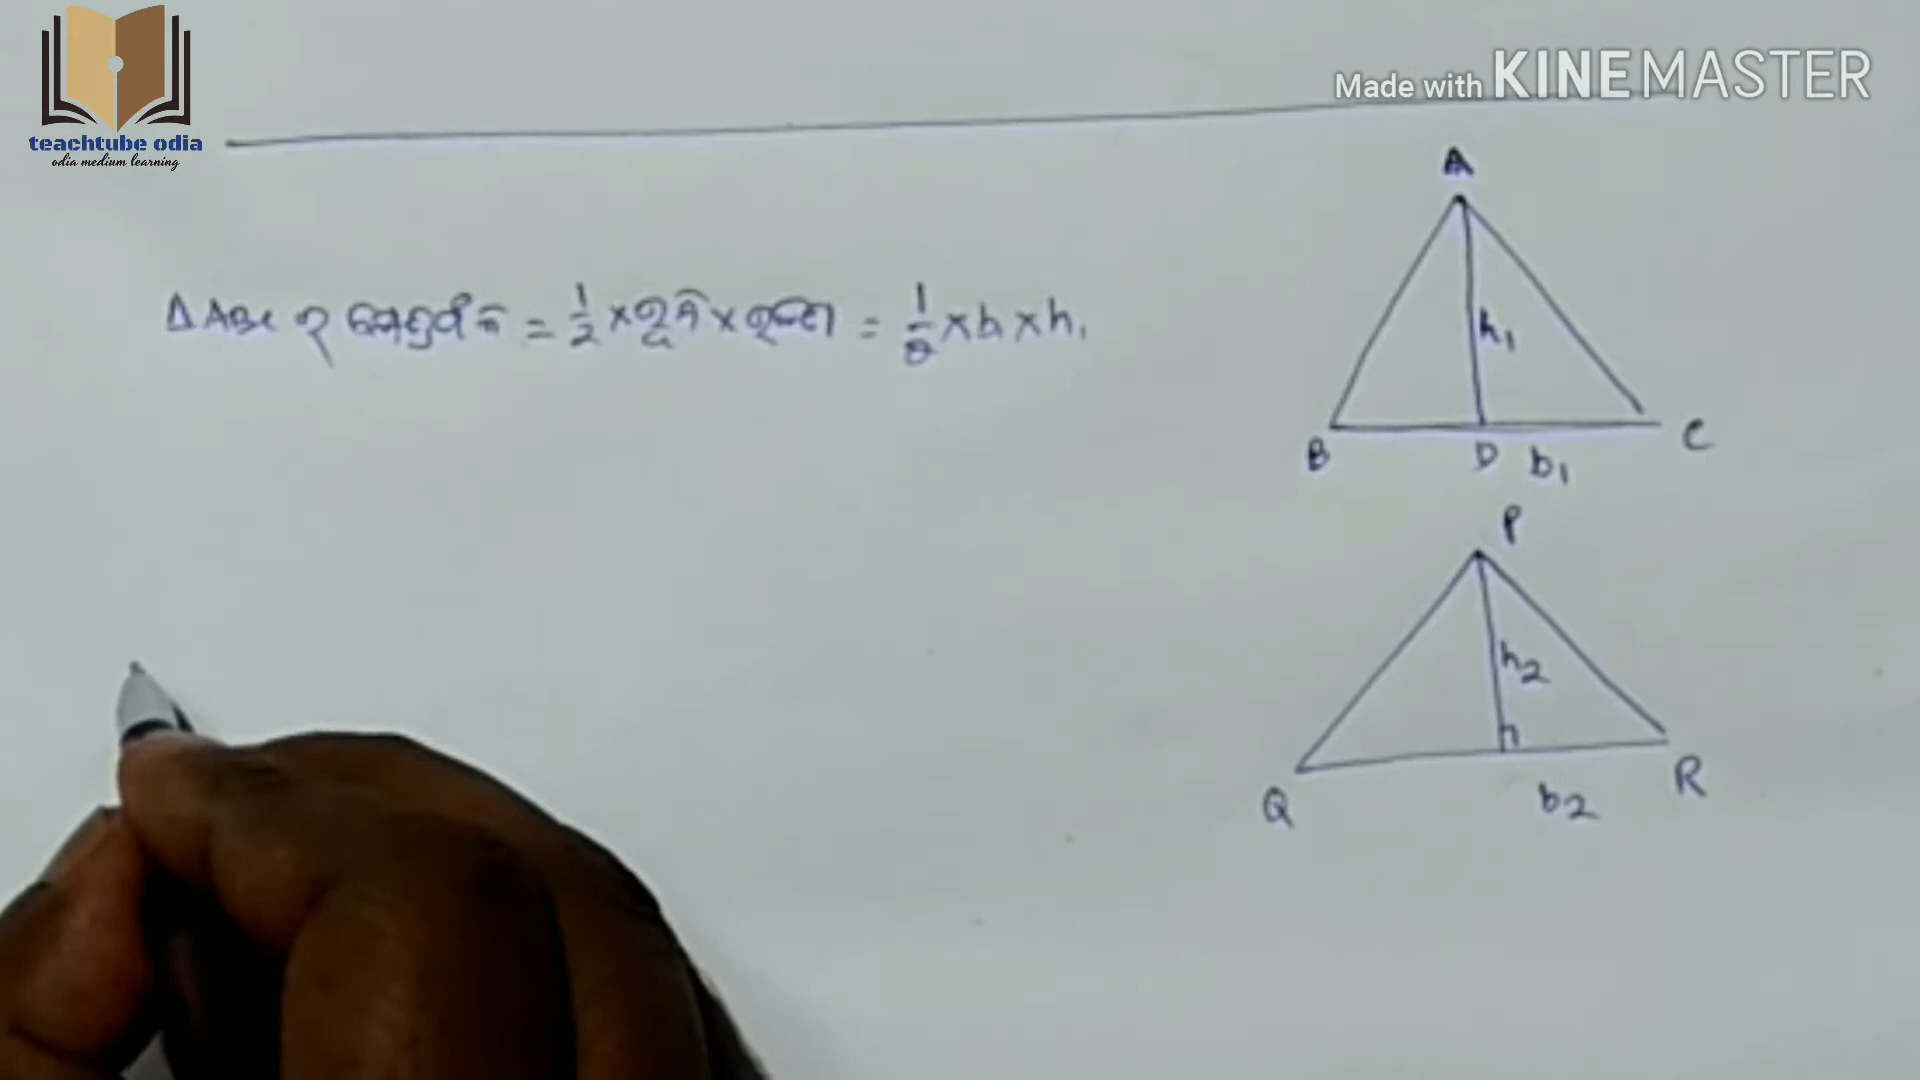 teachtube odia
odia medium learning
Made with KINEMASTER
Δ ABC ର କ୍ଷେତ୍ରଫଳ = 1/2 × ଭୂମି × ଉଚ୍ଚତା = 1/2 × b × h₁
A
h₁
B D b₁ C
P
h₂
Q b₂ R